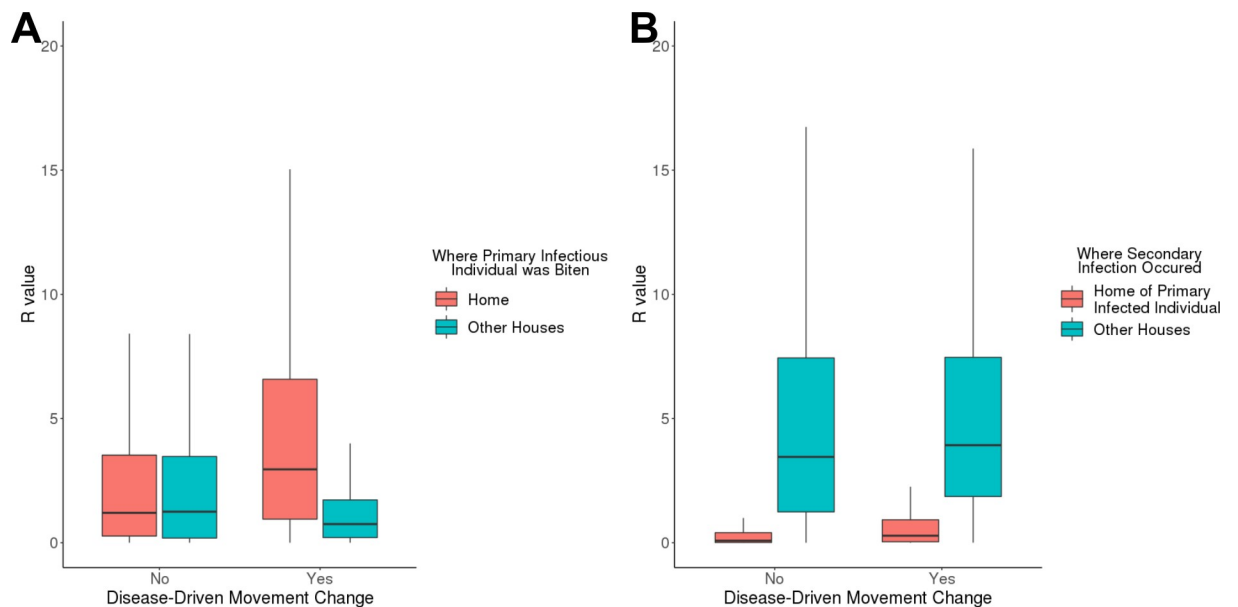 A
20
15
10
5
0
R value
No
Yes
Disease-Driven Movement Change
Where Primary Infectious
Individual was Biten
Home
Other Houses
B
20
15
10
5
0
R value
No
Yes
Disease-Driven Movement Change
Where Secondary
Infection Occured
Home of Primary
Infected Individual
Other Houses